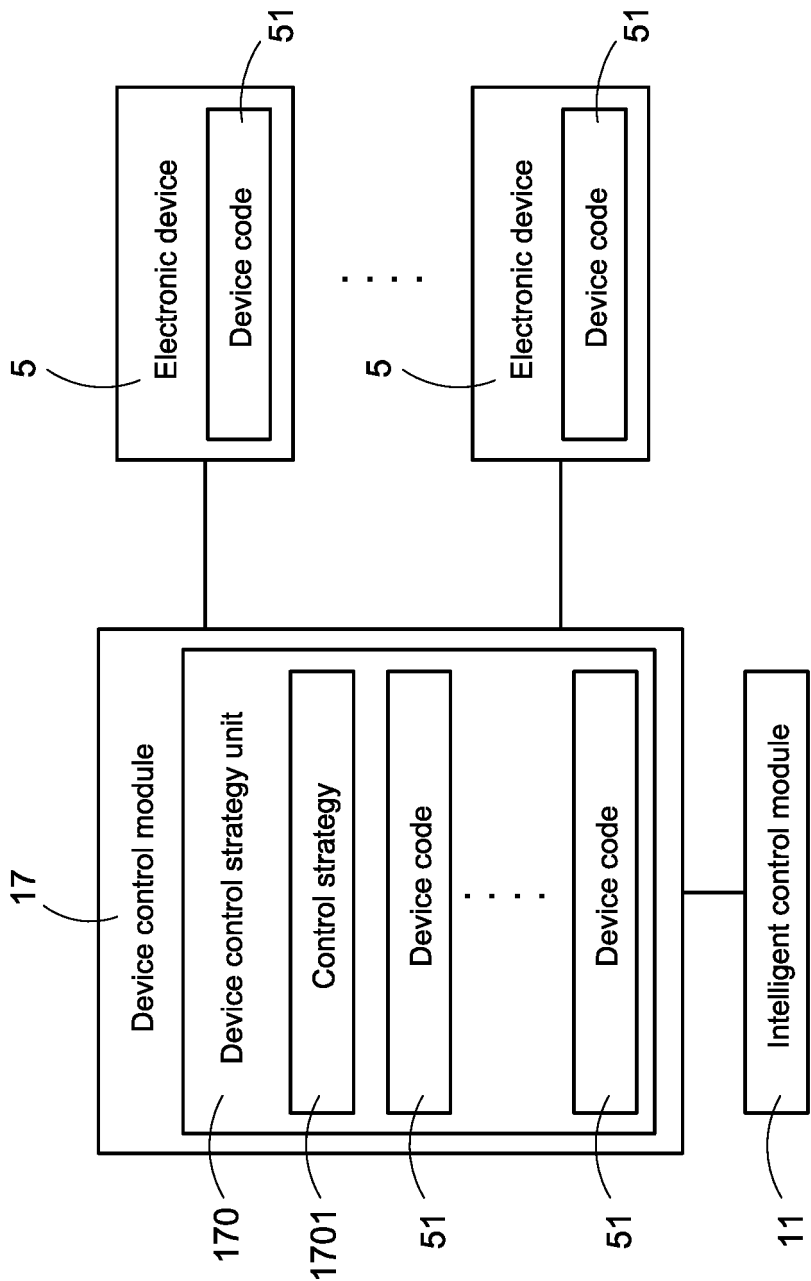 17
Device control module
170
Device control strategy unit
1701
Control strategy
51
Device code
. . . .
51
Device code
11
Intelligent control module
5
Electronic device
Device code
51
. . . .
5
Electronic device
Device code
51